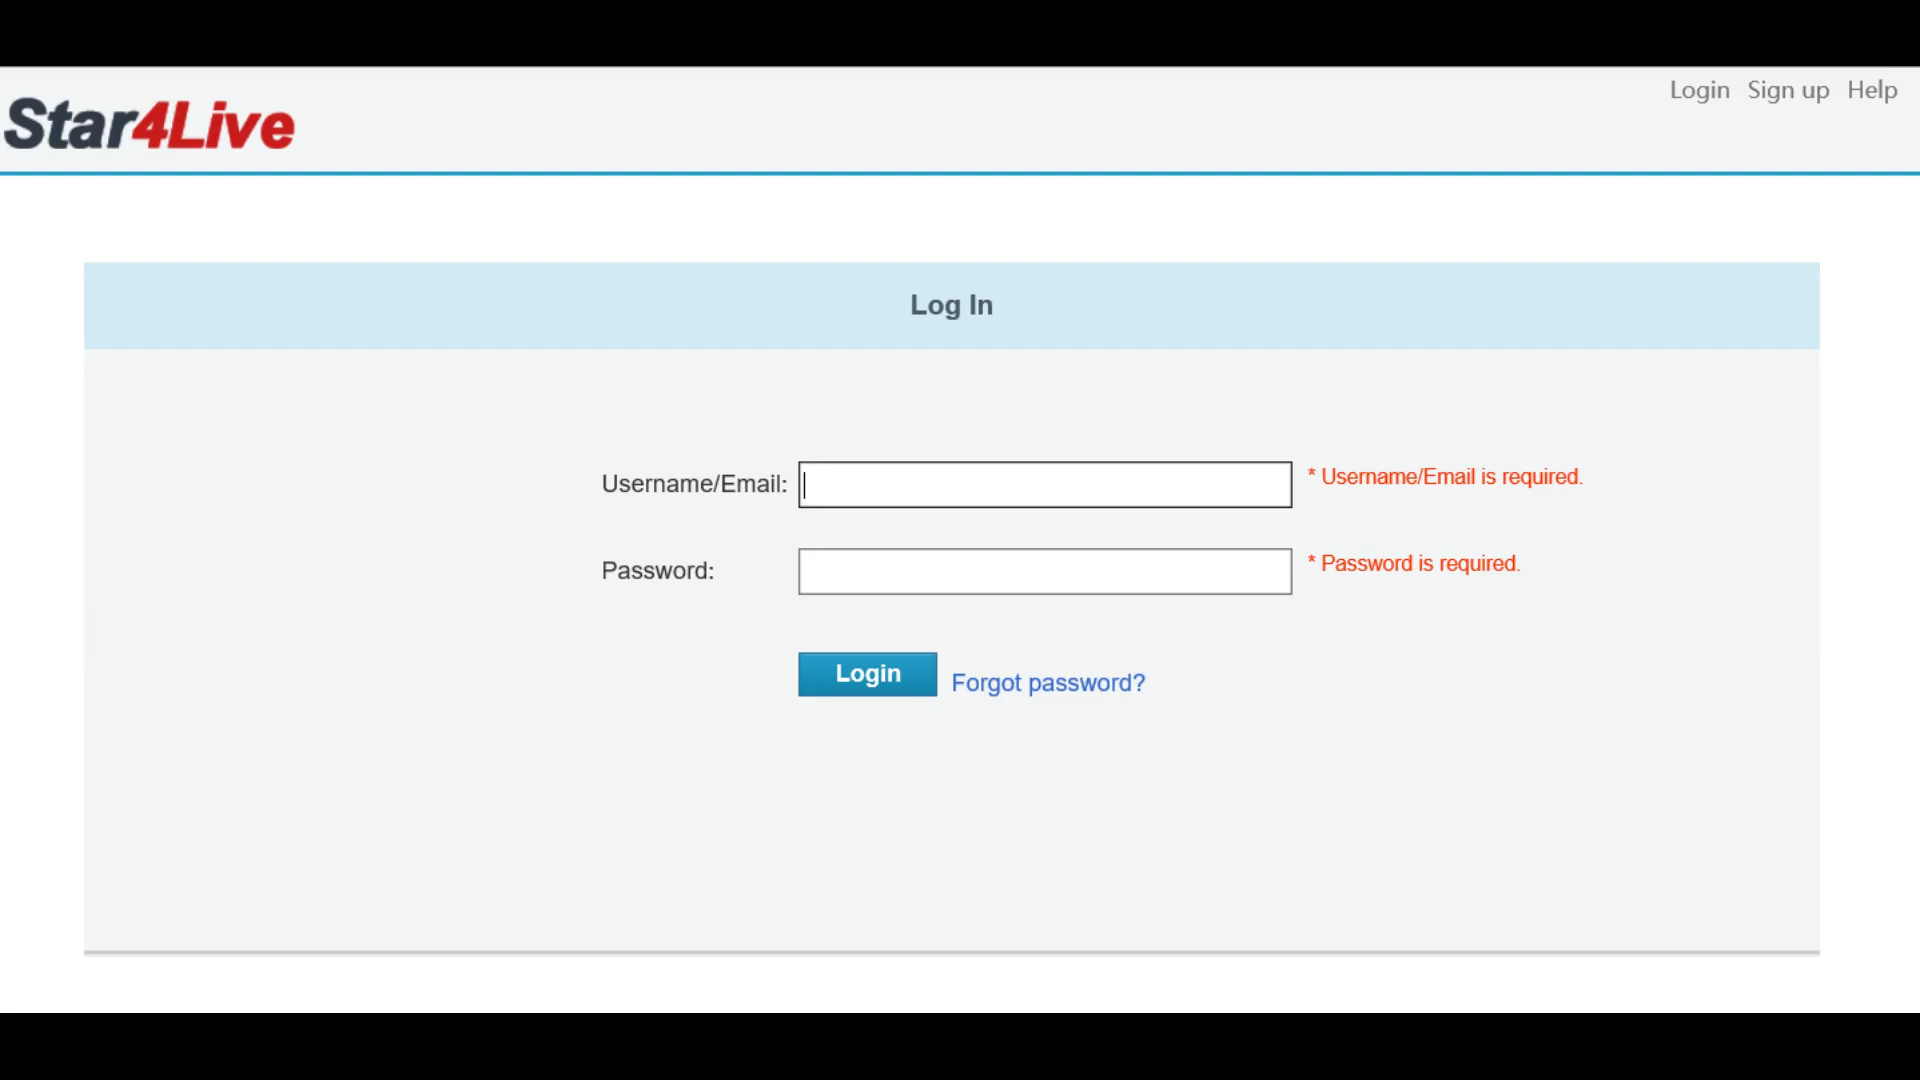 Login Sign up Help
Star4Live
Log In
Username/Email: * Username/Email is required.
Password: * Password is required.
Login Forgot password?